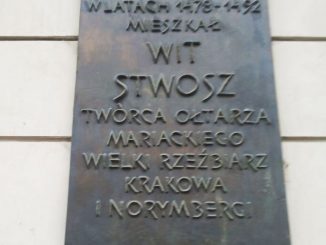 W LATACH 1478-1492
MIESZKAŁ
WIT
STWOSZ
TWÓRCA OŁTARZA
MARIACKIEGO
WIELKI RZEŹBIARZ
KRAKOWA
I NORYMBERGI